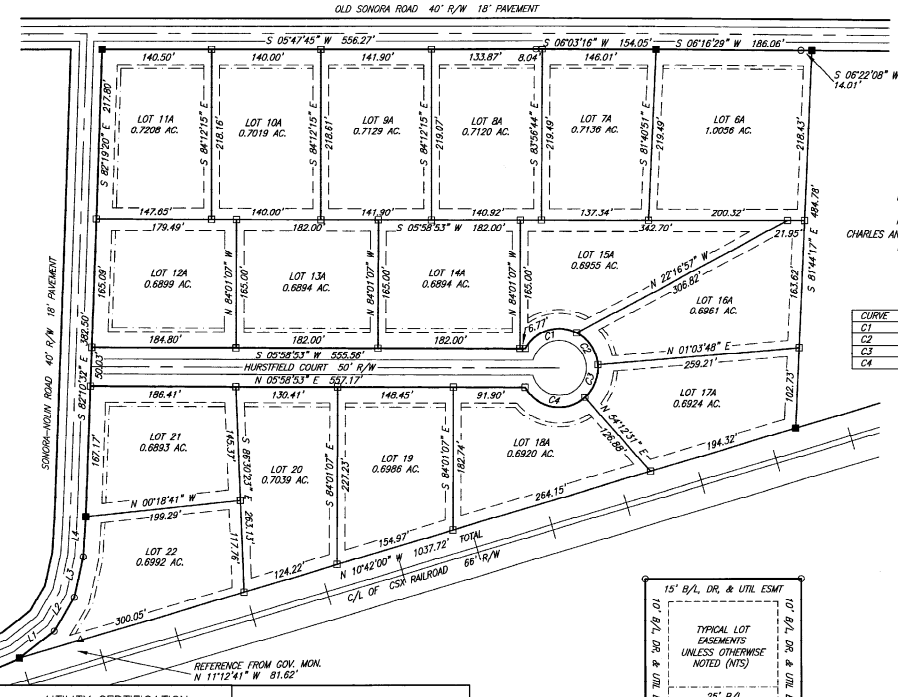 OLD SONORA ROAD 40' R/W 18' PAVEMENT
S 05°47'45" W 556.27'
S 06°03'16" W 154.05'
S 06°16'29" W 186.06'
S 06°22'08" W
14.01'
140.50'
140.00'
141.90'
133.87'
8.04'
146.01'
S 82°19'20" E 217.80'
LOT 11A
0.7208 AC.
S 84°12'15" E
218.16'
LOT 10A
0.7019 AC.
S 84°12'15" E
218.61'
LOT 9A
0.7129 AC.
S 84°12'15" E
219.07'
LOT 8A
0.7120 AC.
S 83°56'44" E
219.49'
LOT 7A
0.7136 AC.
S 81°40'51" E
219.49'
LOT 6A
1.0056 AC.
218.43'
S 81°44'17" E 484.78'
147.65'
140.00'
141.90'
140.92'
137.34'
200.32'
179.49'
182.00'
S 05°58'53" W
182.00'
342.70'
21.95'
CHARLES AN
165.09'
LOT 12A
0.6899 AC.
N 84°01'07" W
165.00'
LOT 13A
0.6894 AC.
N 84°01'07" W
165.00'
LOT 14A
0.6894 AC.
N 84°01'07" W
165.00'
LOT 15A
0.6955 AC.
N 22°16'57" W
306.82'
LOT 16A
0.6961 AC.
163.62'
CURVE
C1
C2
C3
C4
6.77'
C1
C2
C3
C4
184.80'
182.00'
182.00'
S 05°58'53" W 555.56'
HURSTFIELD COURT 50' R/W
N 05°58'53" E 557.17'
N 01°03'48" E
259.21'
LOT 17A
0.6924 AC.
102.73'
SONORA-NOLIN ROAD 40' R/W 18' PAVEMENT
S 82°10'32" E 382.50'
50.03'
186.41'
130.41'
148.45'
91.90'
167.17'
LOT 21
0.6893 AC.
145.37'
S 86°30'23" E
263.13'
LOT 20
0.7039 AC.
S 84°01'07" E
227.23'
LOT 19
0.6986 AC.
S 84°01'07" E
182.74'
LOT 18A
0.6920 AC.
N 54°12'31" E
126.88'
194.32'
N 00°18'41" W
199.29'
LOT 22
0.6992 AC.
117.76'
264.15'
154.97'
124.22'
300.05'
N 10°42'00" W 1037.72' TOTAL
C/L OF CSX RAILROAD 66' R/W
L4
L3
L2
L1
REFERENCE FROM GOV. MON.
N 11°12'41" W 81.62'
15' B/L, DR, & UTIL ESMT
10' B/L, DR, & UTIL E
TYPICAL LOT
EASEMENTS
UNLESS OTHERWISE
NOTED (NTS)
10' B/L, DR, & UTIL E
25' B/L
UTILITY CERTIFICATION